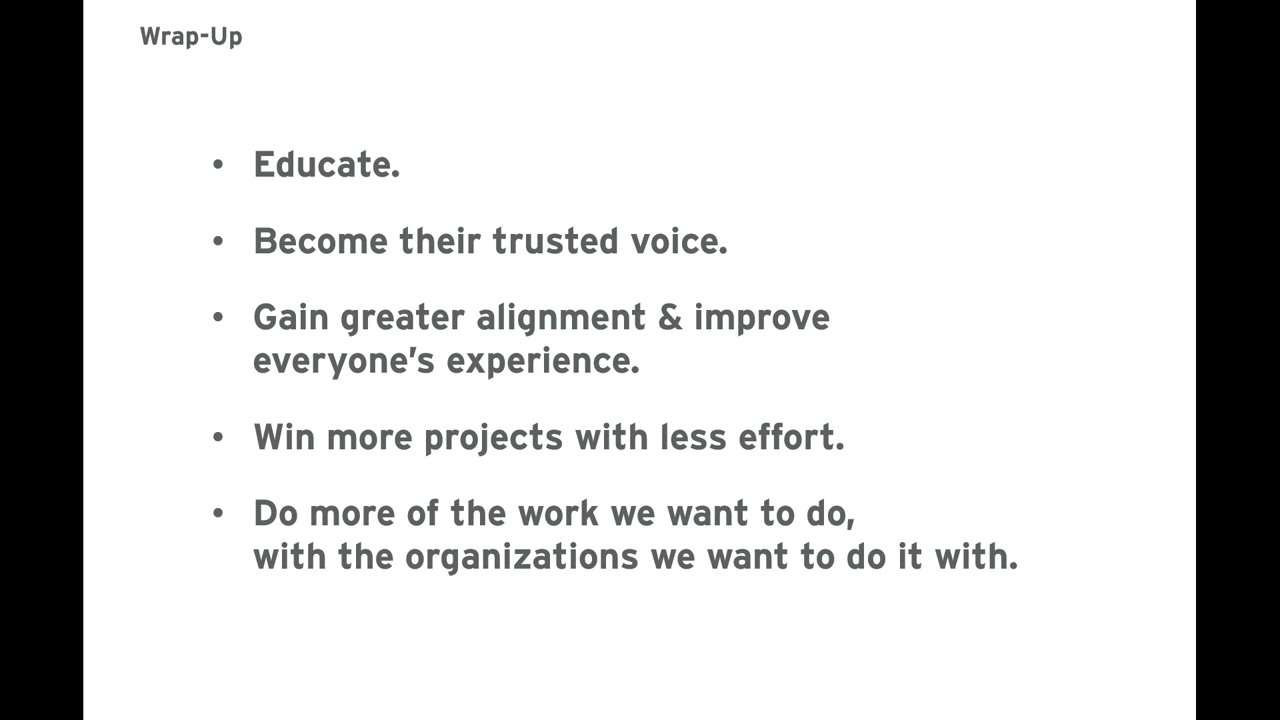 Wrap-Up
• Educate.
• Become their trusted voice.
• Gain greater alignment & improve
everyone’s experience.
• Win more projects with less effort.
• Do more of the work we want to do,
with the organizations we want to do it with.